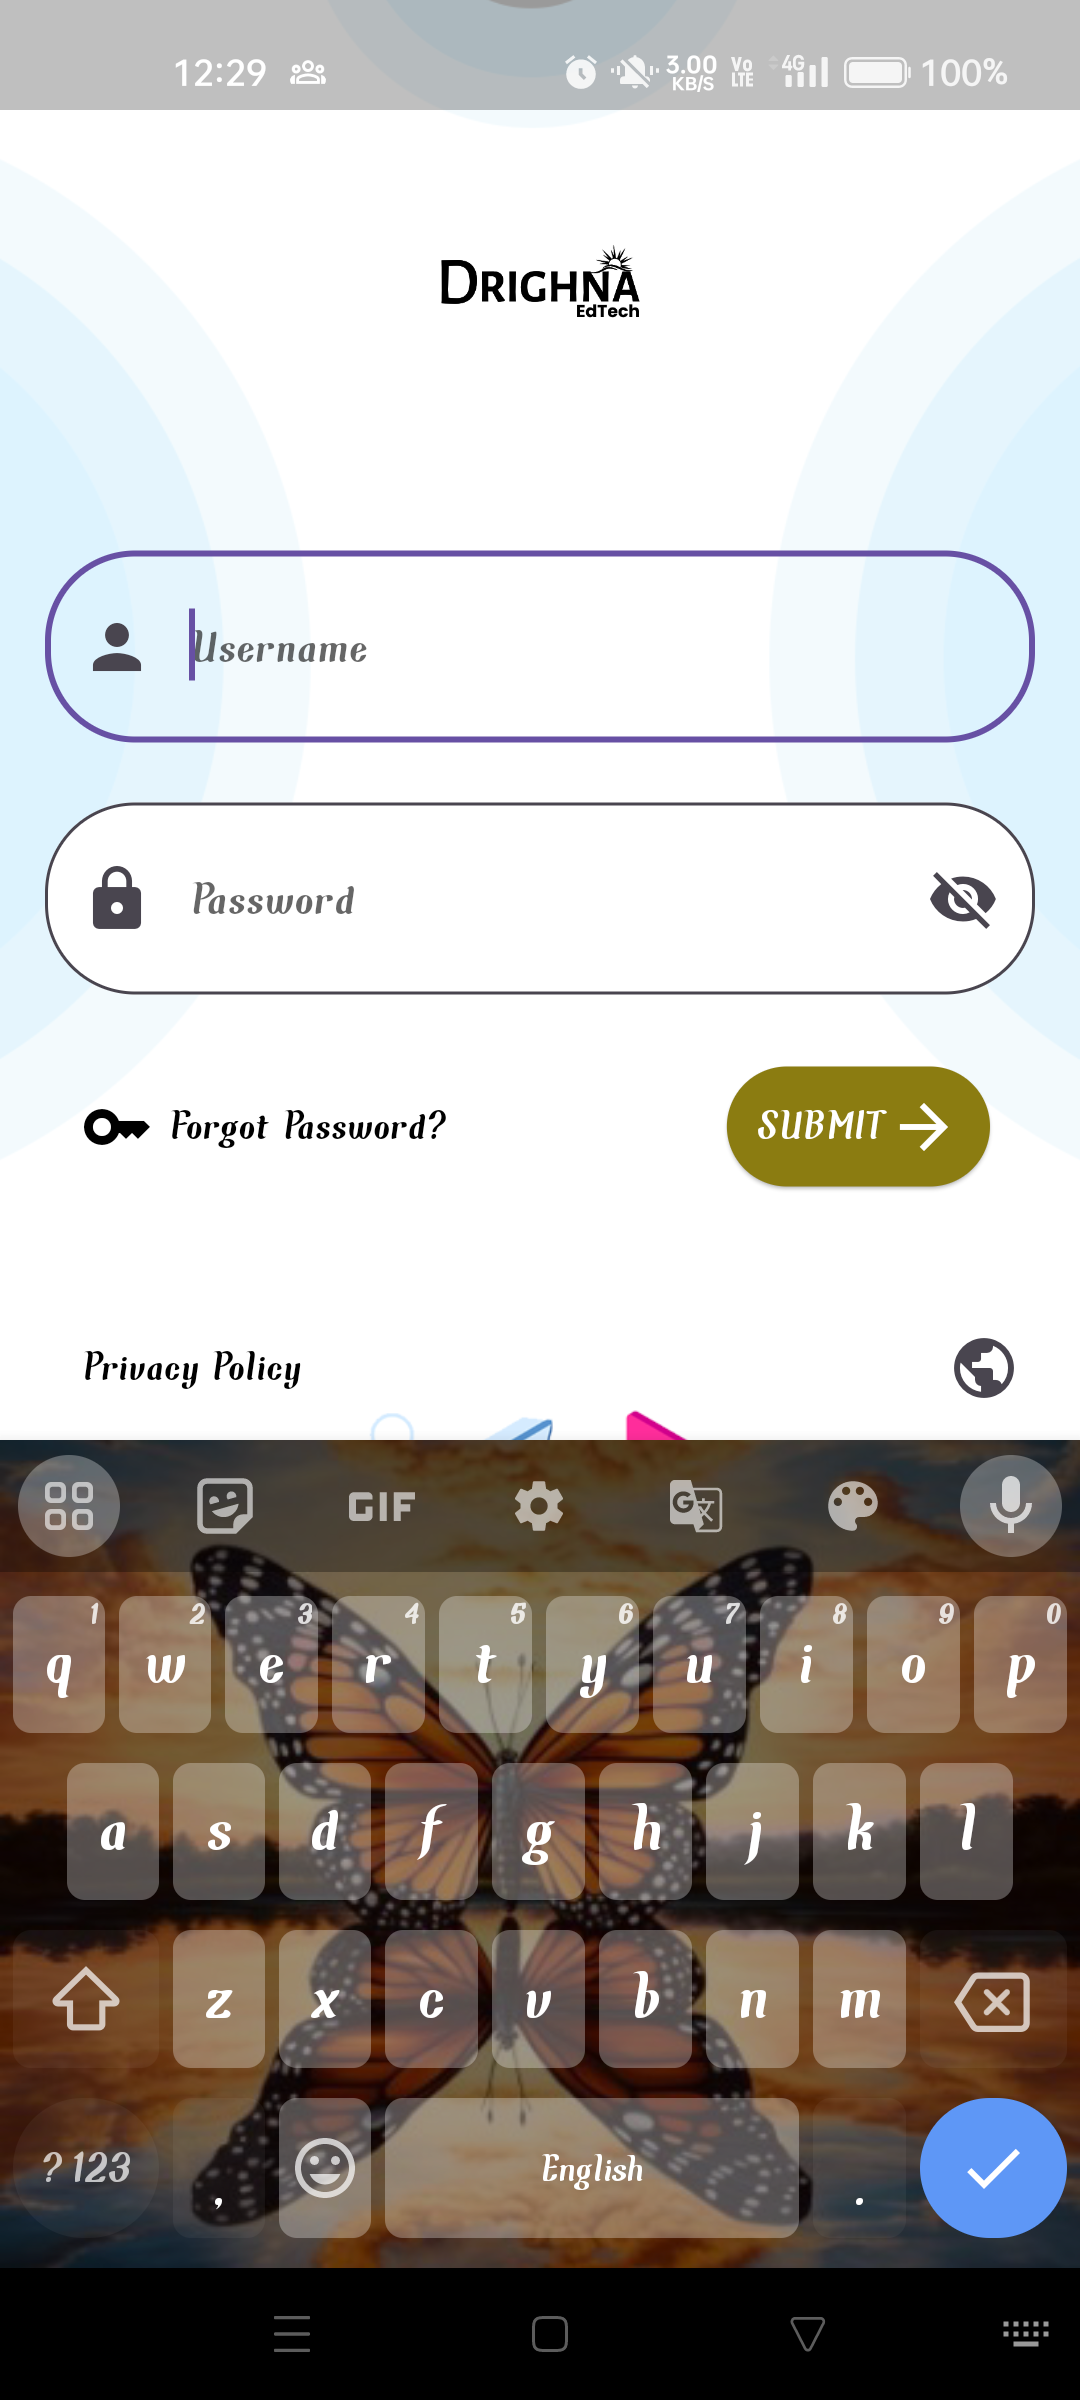 12:29 3.00 KB/S Vo LTE 4G 100%
DRIGHNA
EdTech
Username
Password
Forgot Password? SUBMIT
Privacy Policy
GIF G 文
1 2 3 4 5 6 7 8 9 0
q w e r t y u i o p
a s d f g h j k l
z x c v b n m
?123 , English .